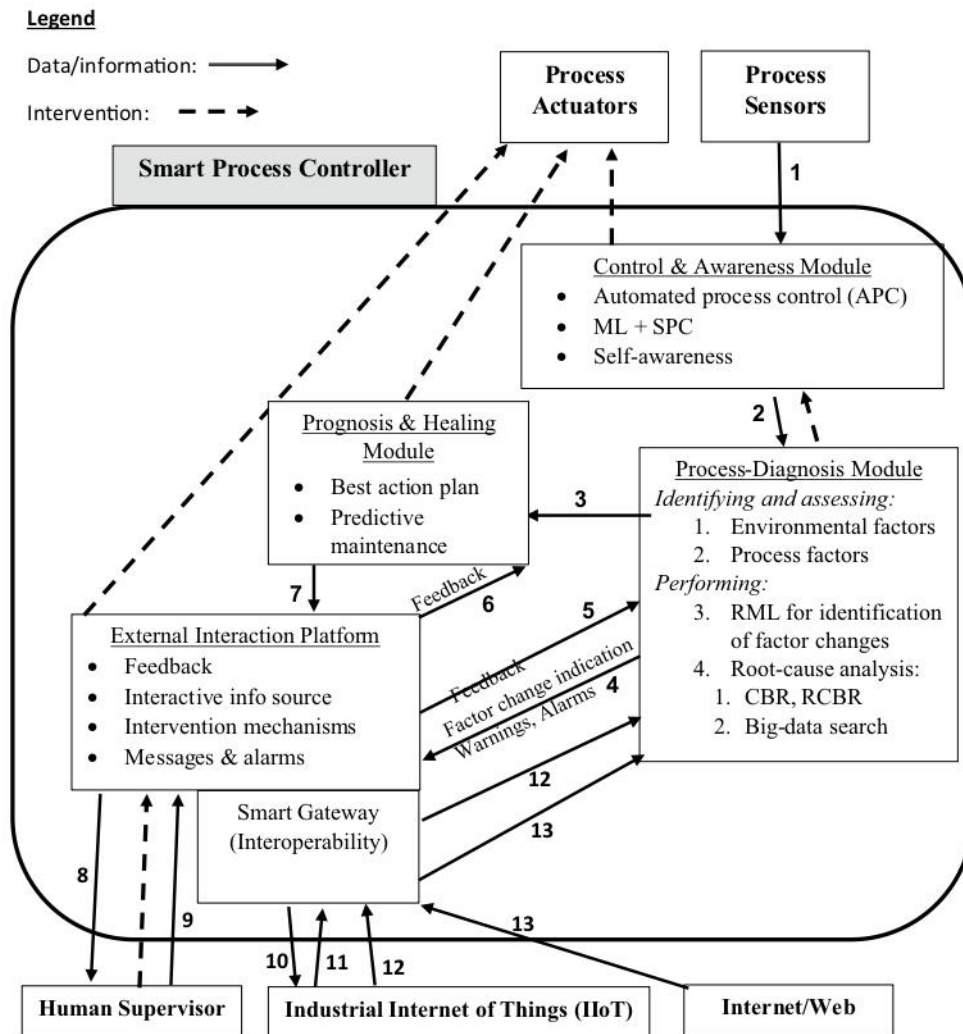 Legend
Data/information:
Intervention:
Process
Actuators
Process
Sensors
Smart Process Controller
1
Control & Awareness Module
• Automated process control (APC)
• ML + SPC
• Self-awareness
2
Prognosis & Healing
Module
• Best action plan
• Predictive
maintenance
3
Process-Diagnosis Module
Identifying and assessing:
1. Environmental factors
2. Process factors
Performing:
3. RML for identification
of factor changes
4. Root-cause analysis:
1. CBR, RCBR
2. Big-data search
7
Feedback
6
5
External Interaction Platform
• Feedback
• Interactive info source
• Intervention mechanisms
• Messages & alarms
Feedback
Factor change indication
4
Warnings, Alarms
12
13
Smart Gateway
(Interoperability)
8
9
10
11
12
13
Human Supervisor
Industrial Internet of Things (IIoT)
Internet/Web